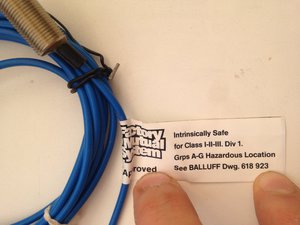 Factory
Mutual
System
Approved
Intrinsically Safe
for Class I-II-III. Div 1.
Grps A-G Hazardous Location
See BALLUFF Dwg. 618 923